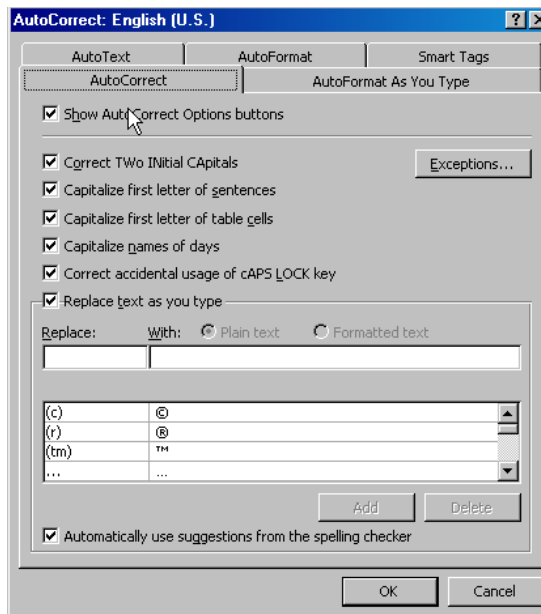 AutoCorrect: English (U.S.)
AutoText AutoFormat Smart Tags
AutoCorrect AutoFormat As You Type
Show AutoCorrect Options buttons
Correct TWo INitial CApitals Exceptions...
Capitalize first letter of sentences
Capitalize first letter of table cells
Capitalize names of days
Correct accidental usage of cAPS LOCK key
Replace text as you type
Replace: With: Plain text Formatted text
(c) ©
(r) ®
(tm) ™
... …
Add Delete
Automatically use suggestions from the spelling checker
OK Cancel